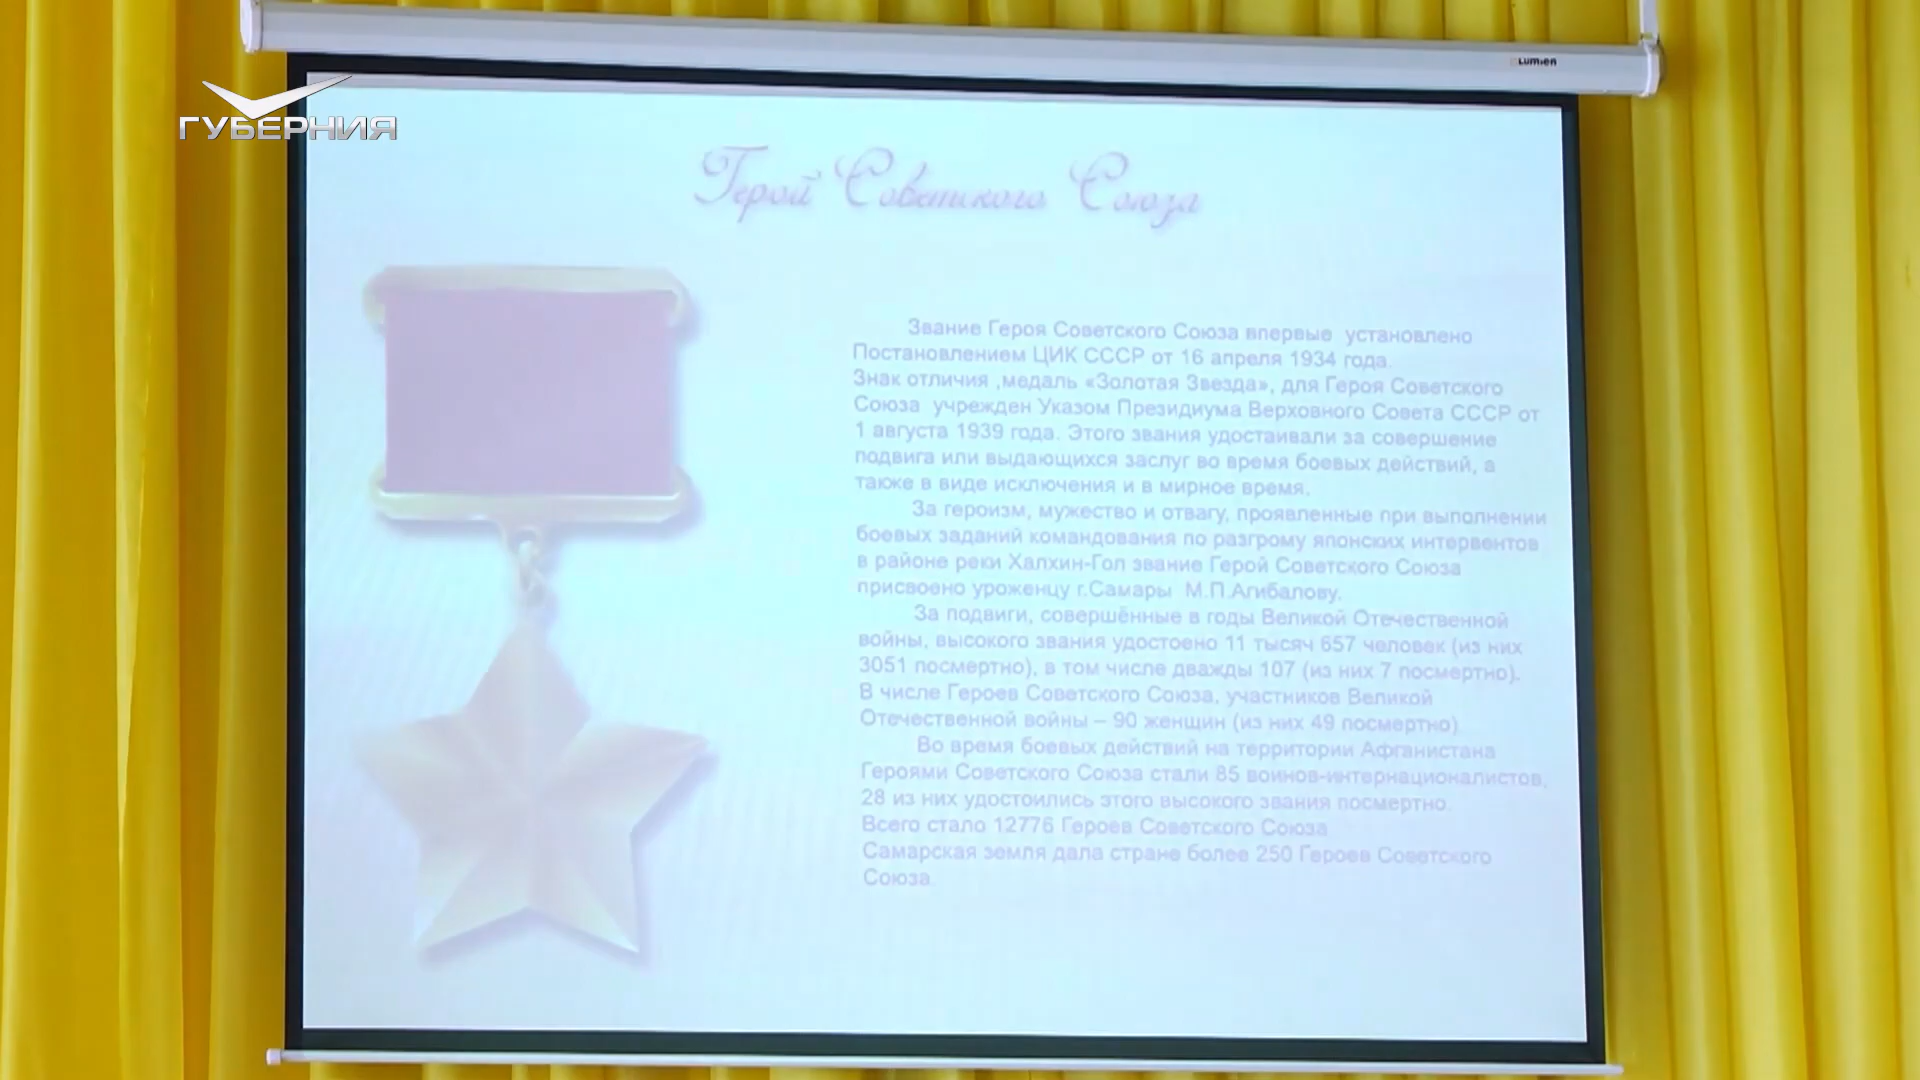 Lumien
ГУБЕРНИЯ
Герой Советского Союза
Звание Героя Советского Союза впервые установлено
Постановлением ЦИК СССР от 16 апреля 1934 года.
Знак отличия ,медаль «Золотая Звезда», для Героя Советского
Союза учрежден Указом Президиума Верховного Совета СССР от
1 августа 1939 года. Этого звания удостаивали за совершение
подвига или выдающихся заслуг во время боевых действий, а
также в виде исключения и в мирное время.
За героизм, мужество и отвагу, проявленные при выполнении
боевых заданий командования по разгрому японских интервентов
в районе реки Халхин-Гол звание Герой Советского Союза
присвоено уроженцу г.Самары М.П.Агибалову.
За подвиги, совершённые в годы Великой Отечественной
войны, высокого звания удостоено 11 тысяч 657 человек (из них
3051 посмертно), в том числе дважды 107 (из них 7 посмертно).
В числе Героев Советского Союза, участников Великой
Отечественной войны – 90 женщин (из них 49 посмертно)
Во время боевых действий на территории Афганистана
Героями Советского Союза стали 85 воинов-интернационалистов,
28 из них удостоились этого высокого звания посмертно.
Всего стало 12776 Героев Советского Союза
Самарская земля дала стране более 250 Героев Советского
Союза.